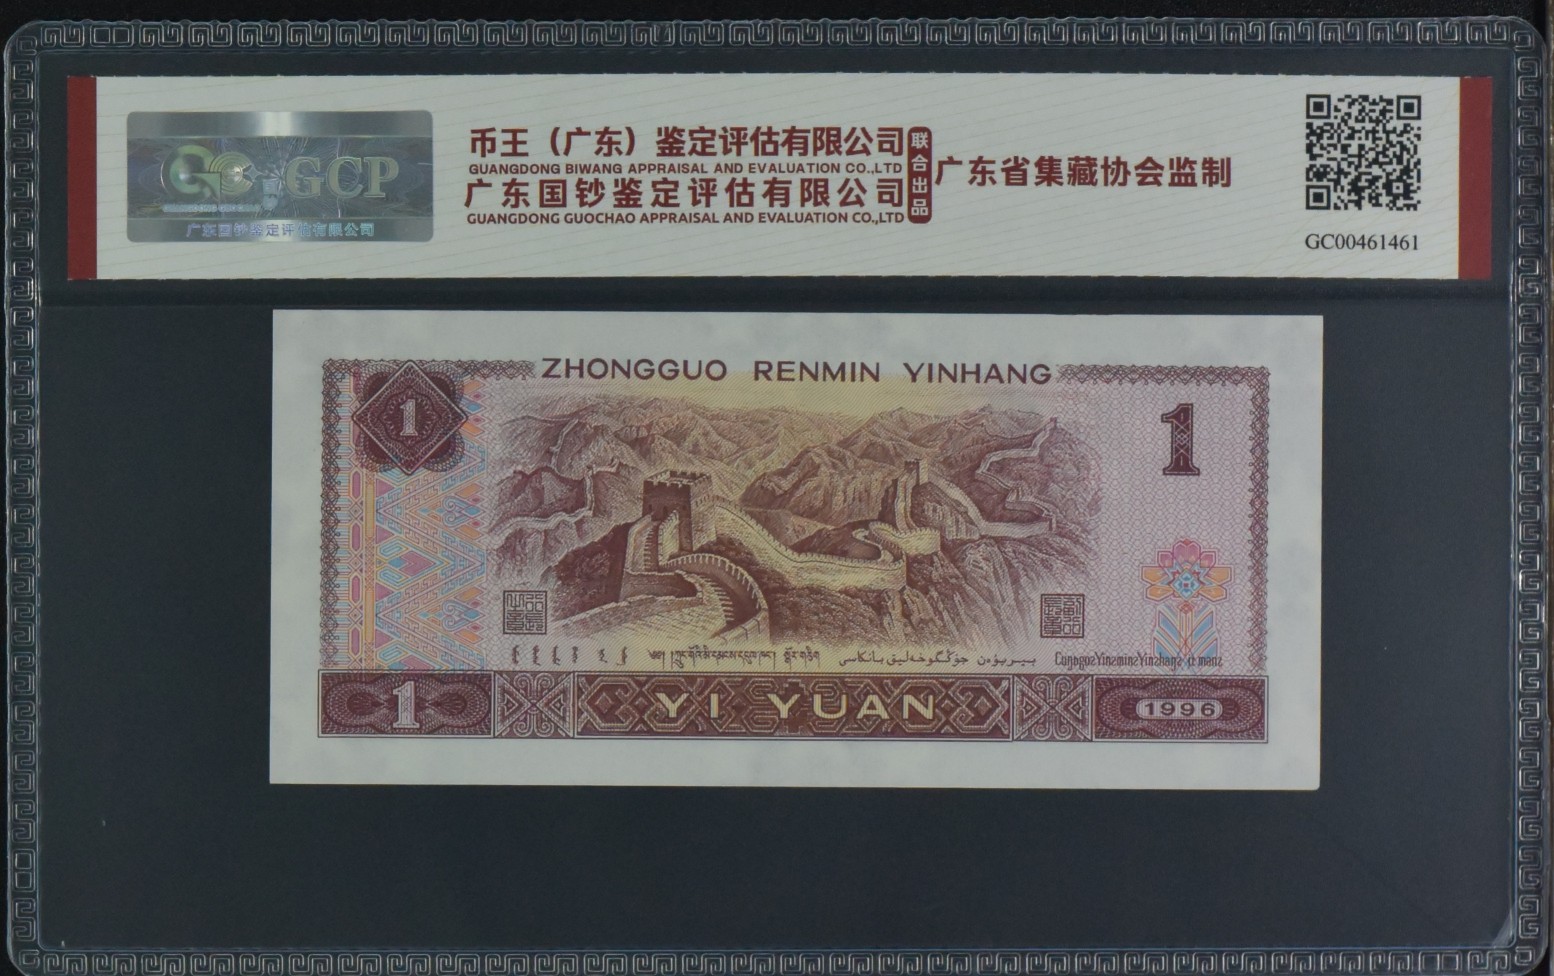 GCP
广东国钞鉴定评估有限公司
币王（广东）鉴定评估有限公司
GUANGDONG BIWANG APPRAISAL AND EVALUATION CO.,LTD
广东国钞鉴定评估有限公司
GUANGDONG GUOCHAO APPRAISAL AND EVALUATION CO.,LTD
联合出品
广东省集藏协会监制
GC00461461
ZHONGGUO RENMIN YINHANG
1
1
1
YI YUAN
1996